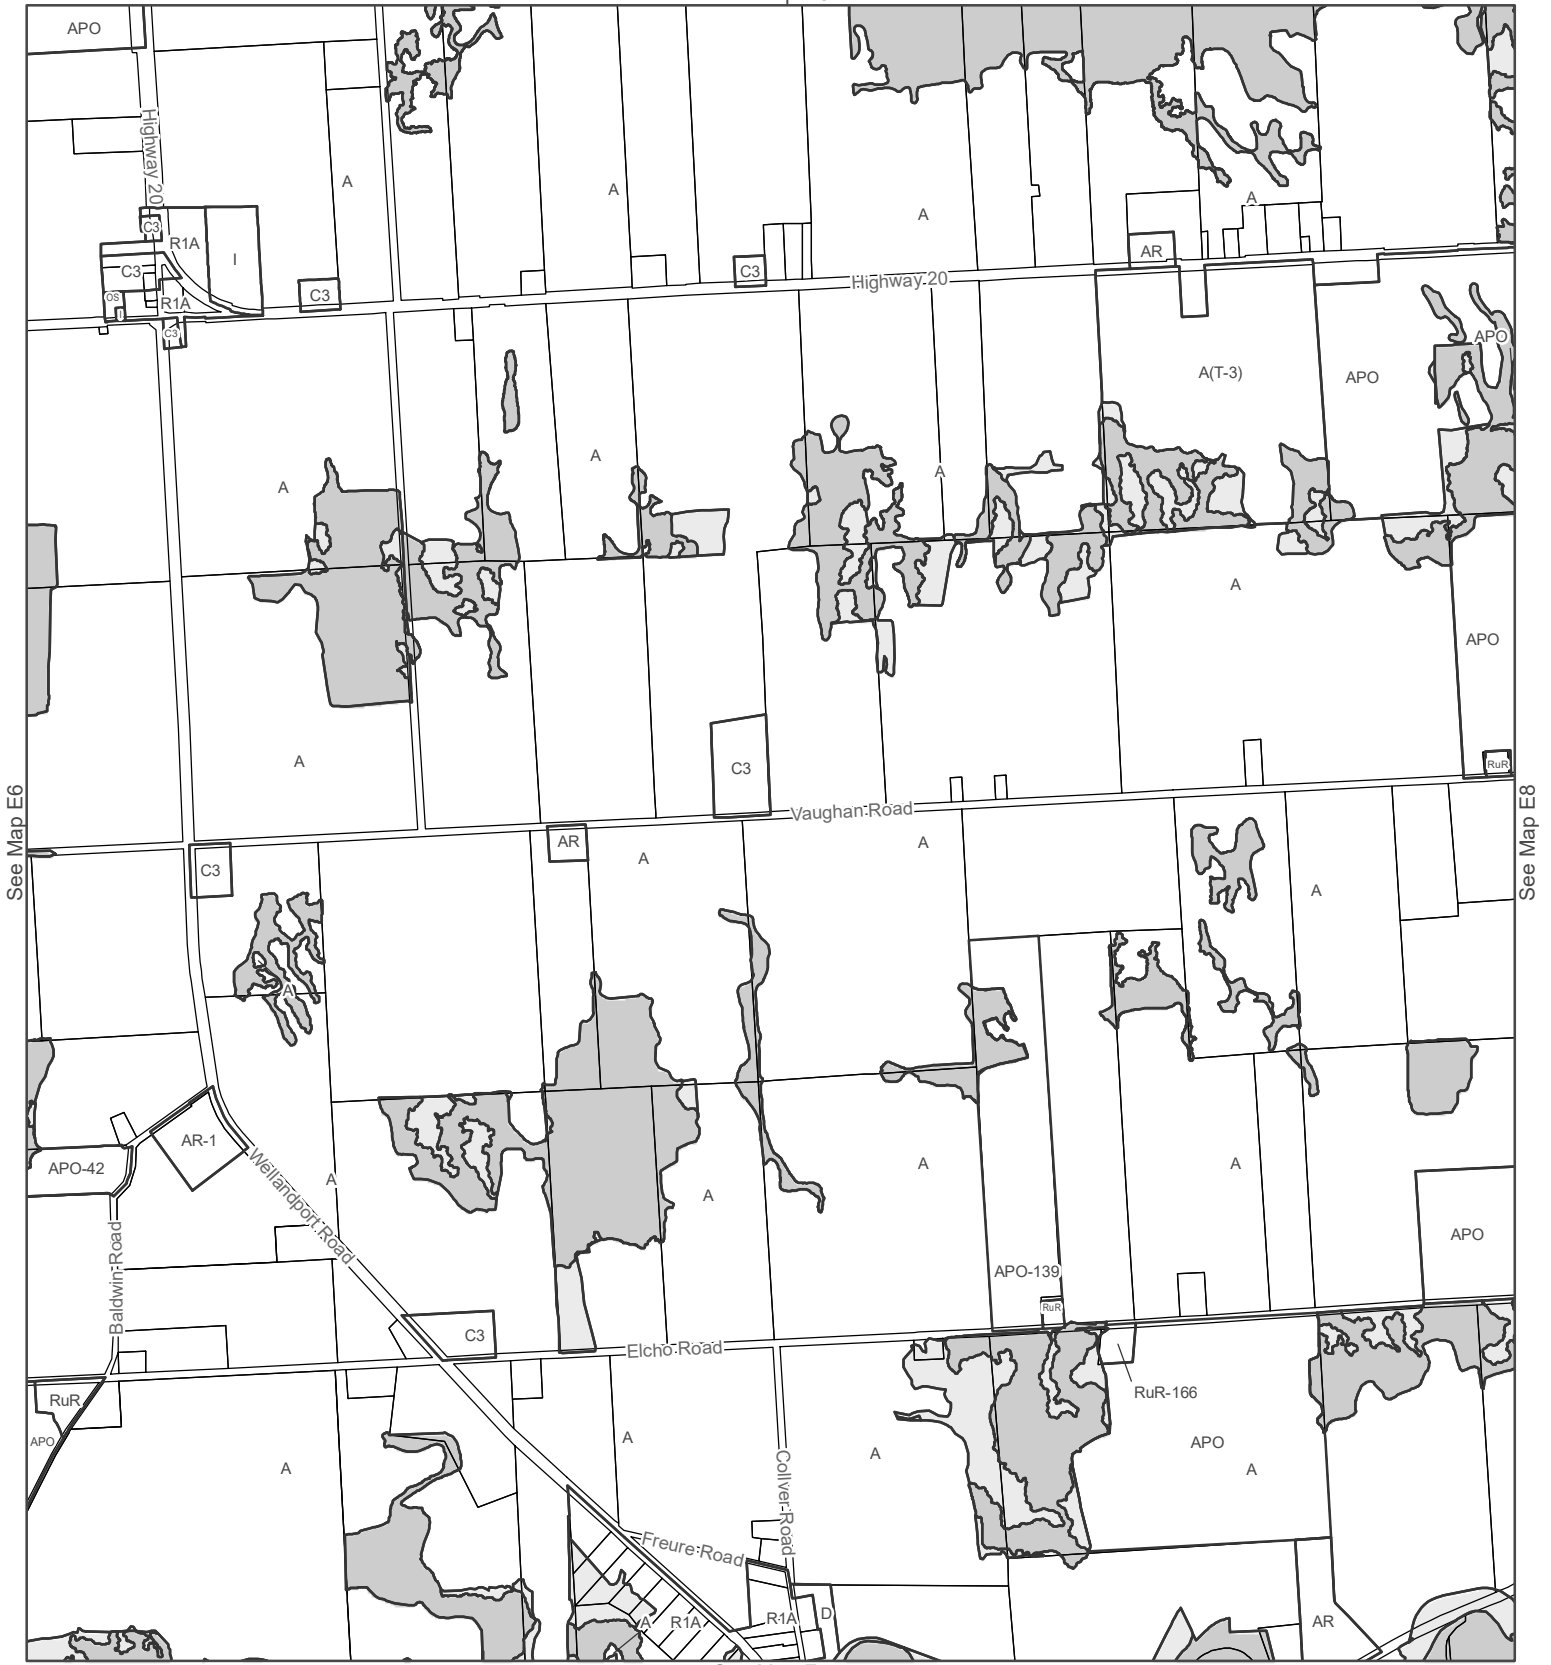 APO
Highway 20
A
A
A
A
C3
R1A
I
C3
OS
I
R1A
C3
C3
C3
AR
Highway 20
A(T-3)
APO
APO
A
A
A
A
APO
A
C3
RuR
See Map E6
See Map E8
Vaughan Road
C3
AR
A
A
A
A
AR-1
APO-42
Wellandport Road
A
A
A
A
APO
Baldwin Road
APO-139
RuR
C3
Elcho Road
RuR
APO
RuR-166
A
A
A
APO
A
Collver Road
Freure Road
A
R1A
R1A
D
AR